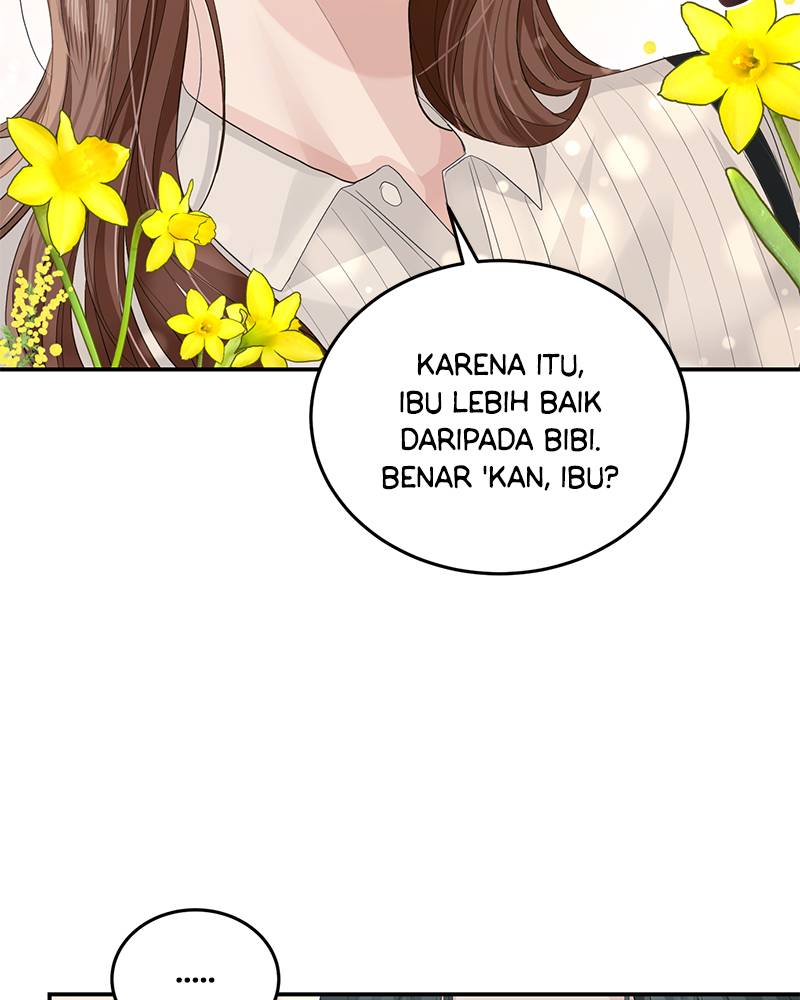 KARENA ITU,
IBU LEBIH BAIK
DARIPADA BIBI.
BENAR 'KAN, IBU?
.....